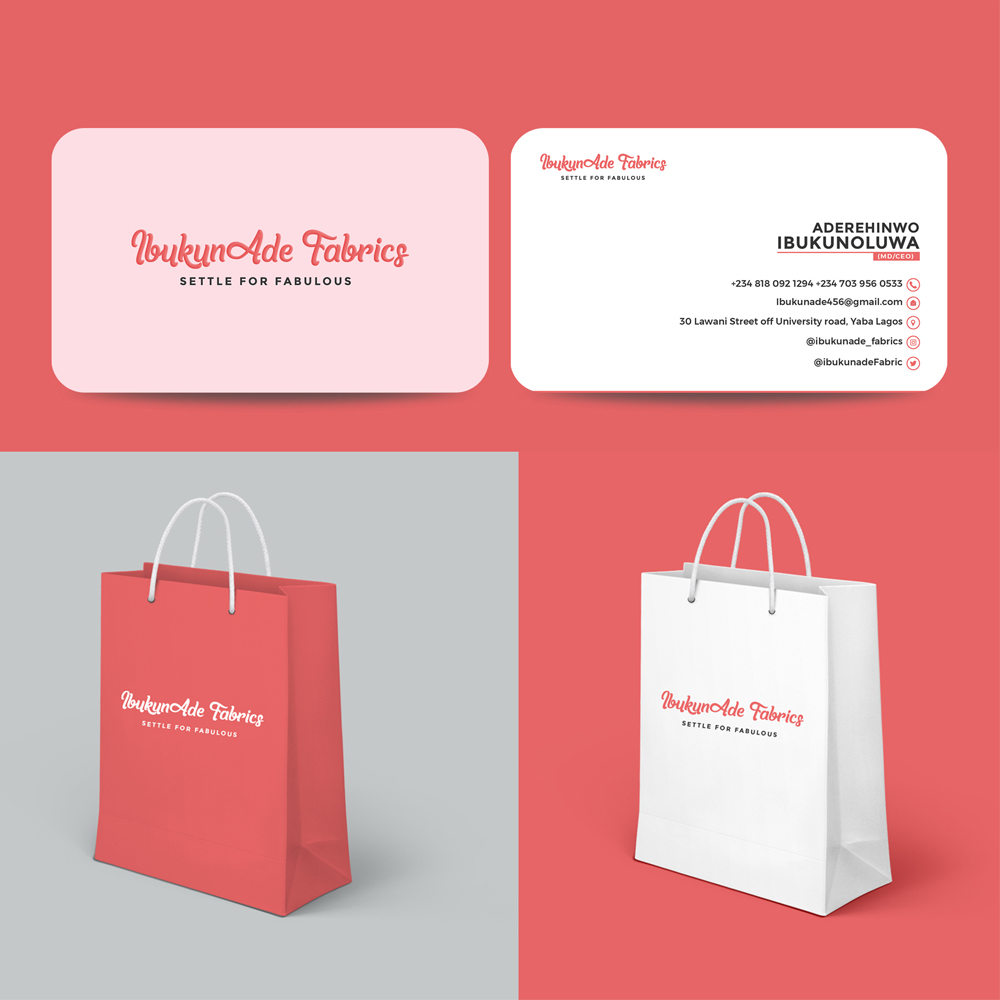 IbukunAde Fabrics
SETTLE FOR FABULOUS
IbukunAde Fabrics
SETTLE FOR FABULOUS
ADEREHINWO
IBUKUNOLUWA
(MD/CEO)
+234 818 092 1294 +234 703 956 0533
Ibukunade456@gmail.com
30 Lawani Street off University road, Yaba Lagos
@ibukunade_fabrics
@ibukunadeFabric
IbukunAde Fabrics
SETTLE FOR FABULOUS
IbukunAde Fabrics
SETTLE FOR FABULOUS